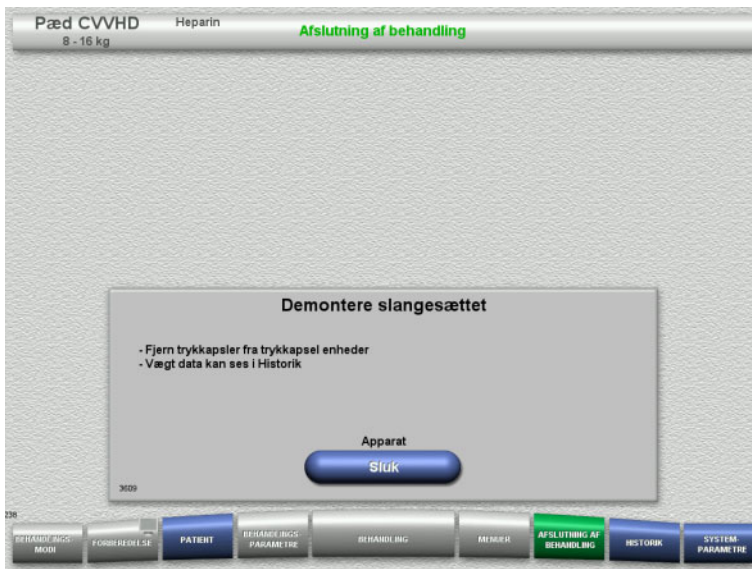 Pæd CVVHD
Heparin
8 - 16 kg
Afslutning af behandling
Demontere slangesættet
- Fjern trykkapsler fra trykkapsel enheder
- Vægt data kan ses i Historik
Apparat
Sluk
3609
236
BEHANDLINGS-
MODI
FORBEREDELSE
PATIENT
BEHANDLINGS-
PARAMETRE
BEHANDLING
MENUER
AFSLUTNING AF
BEHANDLING
HISTORIK
SYSTEM-
PARAMETRE